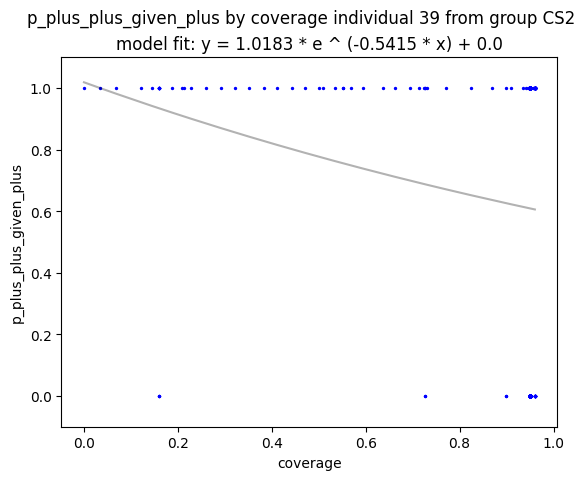 p_plus_plus_given_plus by coverage individual 39 from group CS2
model fit: y = 1.0183 * e ^ (-0.5415 * x) + 0.0
p_plus_plus_given_plus
1.0
0.8
0.6
0.4
0.2
0.0
0.0 0.2 0.4 0.6 0.8 1.0
coverage